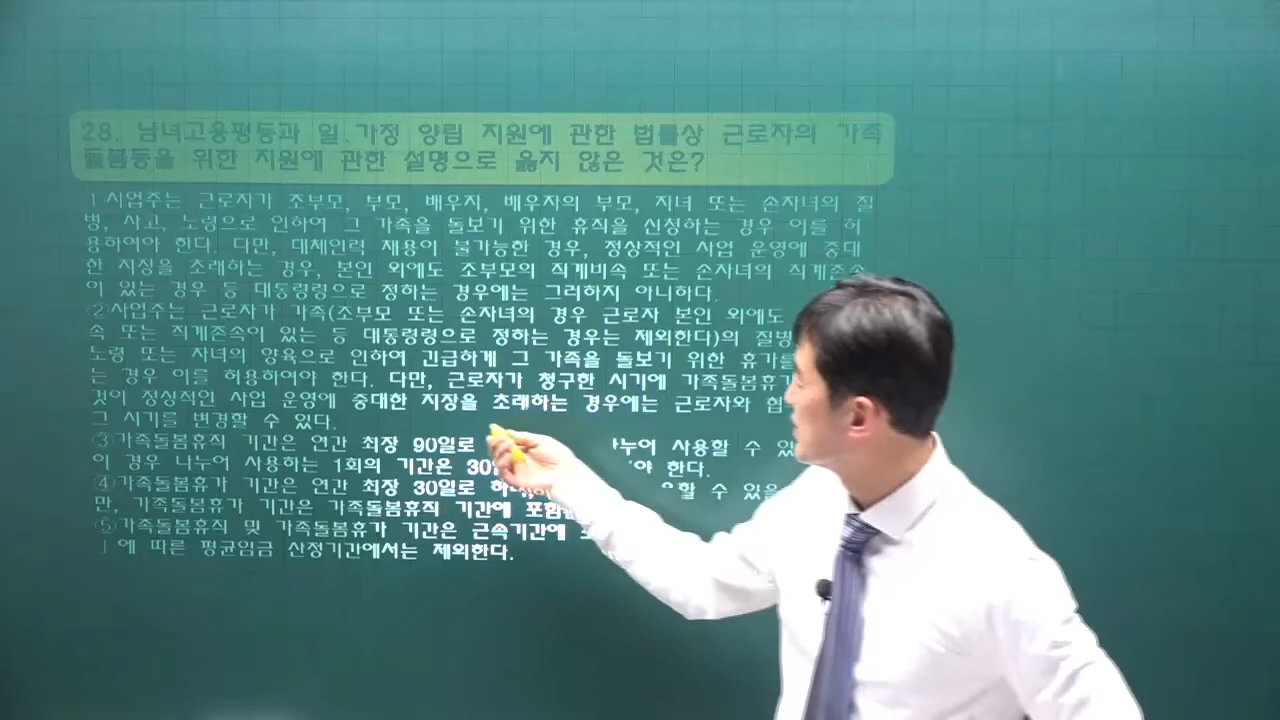 28. 남녀고용평등과 일.가정 양립 지원에 관한 법률상 근로자의 가족
돌봄등을 위한 지원에 관한 설명으로 옳지 않은 것은?
1 사업주는 근로자가 조부모, 부모, 배우자, 배우자의 부모, 자녀 또는 손자녀의 질
병, 사고, 노령으로 인하여 그 가족을 돌보기 위한 휴직을 신청하는 경우 이를 허
용하여야 한다. 다만, 대체인력 채용이 불가능한 경우, 정상적인 사업 운영에 중대
한 지장을 초래하는 경우, 본인 외에도 조부모의 직계비속 또는 손자녀의 직계존속
이 있는 경우 등 대통령령으로 정하는 경우에는 그러하지 아니하다.
②사업주는 근로자가 가족(조부모 또는 손자녀의 경우 근로자 본인 외에도
속 또는 직계존속이 있는 등 대통령령으로 정하는 경우는 제외한다)의 질병
노령 또는 자녀의 양육으로 인하여 긴급하게 그 가족을 돌보기 위한 휴가를
는 경우 이를 허용하여야 한다. 다만, 근로자가 청구한 시기에 가족돌봄휴가
것이 정상적인 사업 운영에 중대한 지장을 초래하는 경우에는 근로자와 협
그 시기를 변경할 수 있다.
③가족돌봄휴직 기간은 연간 최장 90일로 나누어 사용할 수 있
이 경우 나누어 사용하는 1회의 기간은 30일 야 한다.
④가족돌봄휴가 기간은 연간 최장 30일로 하며, 할 수 있음
만, 가족돌봄휴가 기간은 가족돌봄휴직 기간에 포함
⑤가족돌봄휴직 및 가족돌봄휴가 기간은 근속기간에
에 따른 평균임금 산정기간에서는 제외한다.